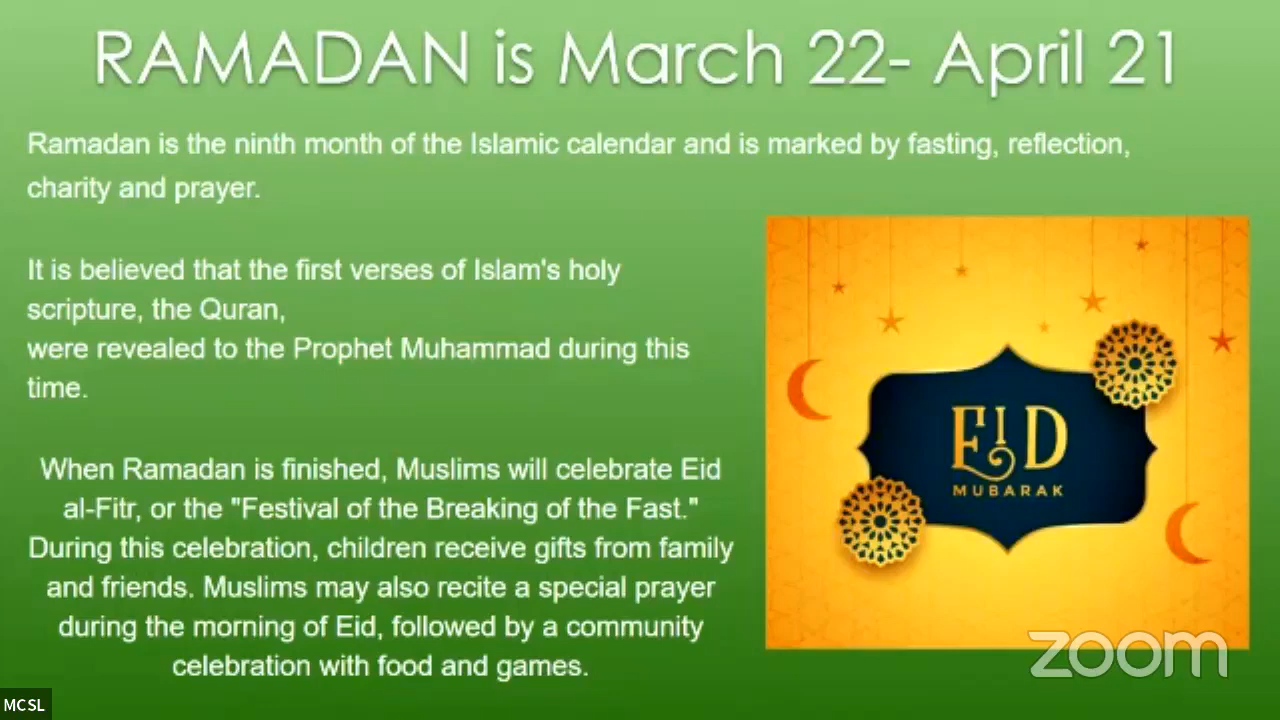 RAMADAN is March 22- April 21
Ramadan is the ninth month of the Islamic calendar and is marked by fasting, reflection,
charity and prayer.
It is believed that the first verses of Islam's holy
scripture, the Quran,
were revealed to the Prophet Muhammad during this
time.
When Ramadan is finished, Muslims will celebrate Eid
al-Fitr, or the "Festival of the Breaking of the Fast."
During this celebration, children receive gifts from family
and friends. Muslims may also recite a special prayer
during the morning of Eid, followed by a community
celebration with food and games.
EID
MUBARAK
zoom
MCSL